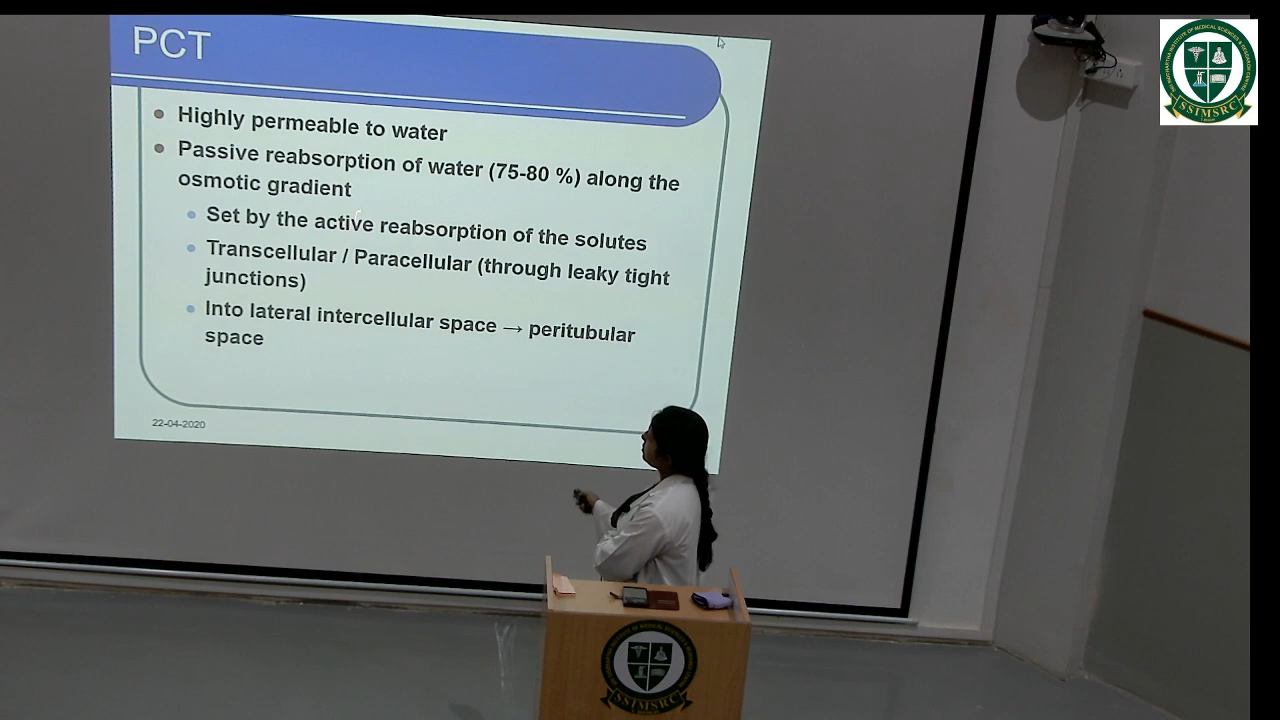 PCT
Highly permeable to water
Passive reabsorption of water (75-80 %) along the
osmotic gradient
Set by the active reabsorption of the solutes
Transcellular / Paracellular (through leaky tight
junctions)
Into lateral intercellular space → peritubular
space
22-04-2020
SSIMSRC
SSIMSRC